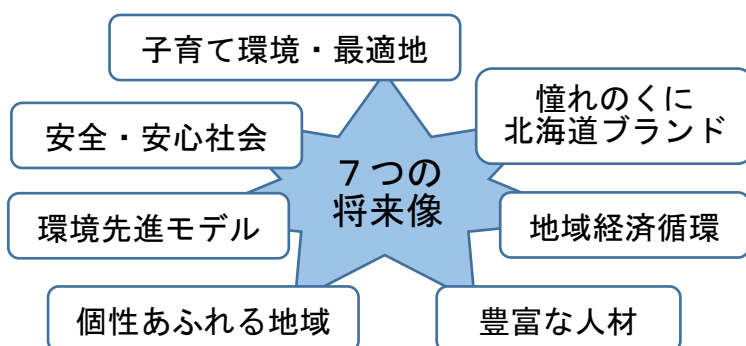 子育て環境・最適地
憧れのくに
北海道ブランド
安全・安心社会
７つの
将来像
環境先進モデル
地域経済循環
個性あふれる地域
豊富な人材